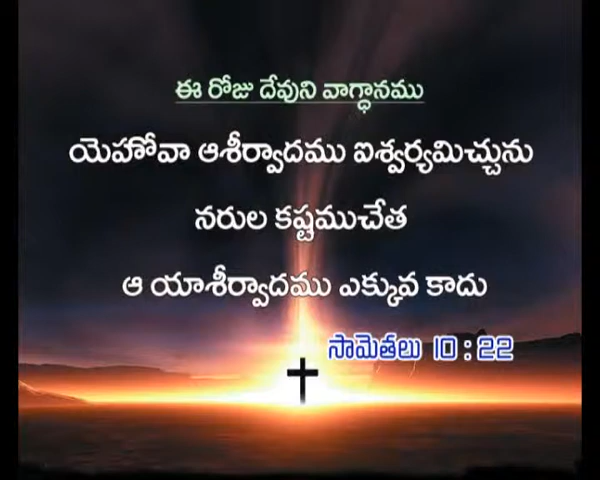 ఈ రోజు దేవుని వాగ్ధానము
యెహోవా ఆశీర్వాదము ఐశ్వర్యమిచ్చును
నరుల కష్టముచేత
ఆ యాశీర్వాదము ఎక్కువ కాదు
సామెతలు 10 : 22